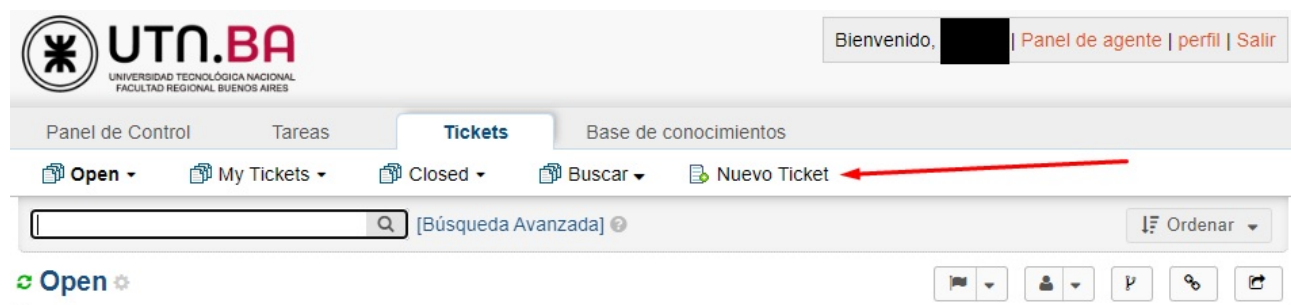 UTN.BA
UNIVERSIDAD TECNOLÓGICA NACIONAL
FACULTAD REGIONAL BUENOS AIRES
Bienvenido, | Panel de agente | perfil | Salir
Panel de Control Tareas Tickets Base de conocimientos
Open My Tickets Closed Buscar Nuevo Ticket
[Búsqueda Avanzada] Ordenar
Open